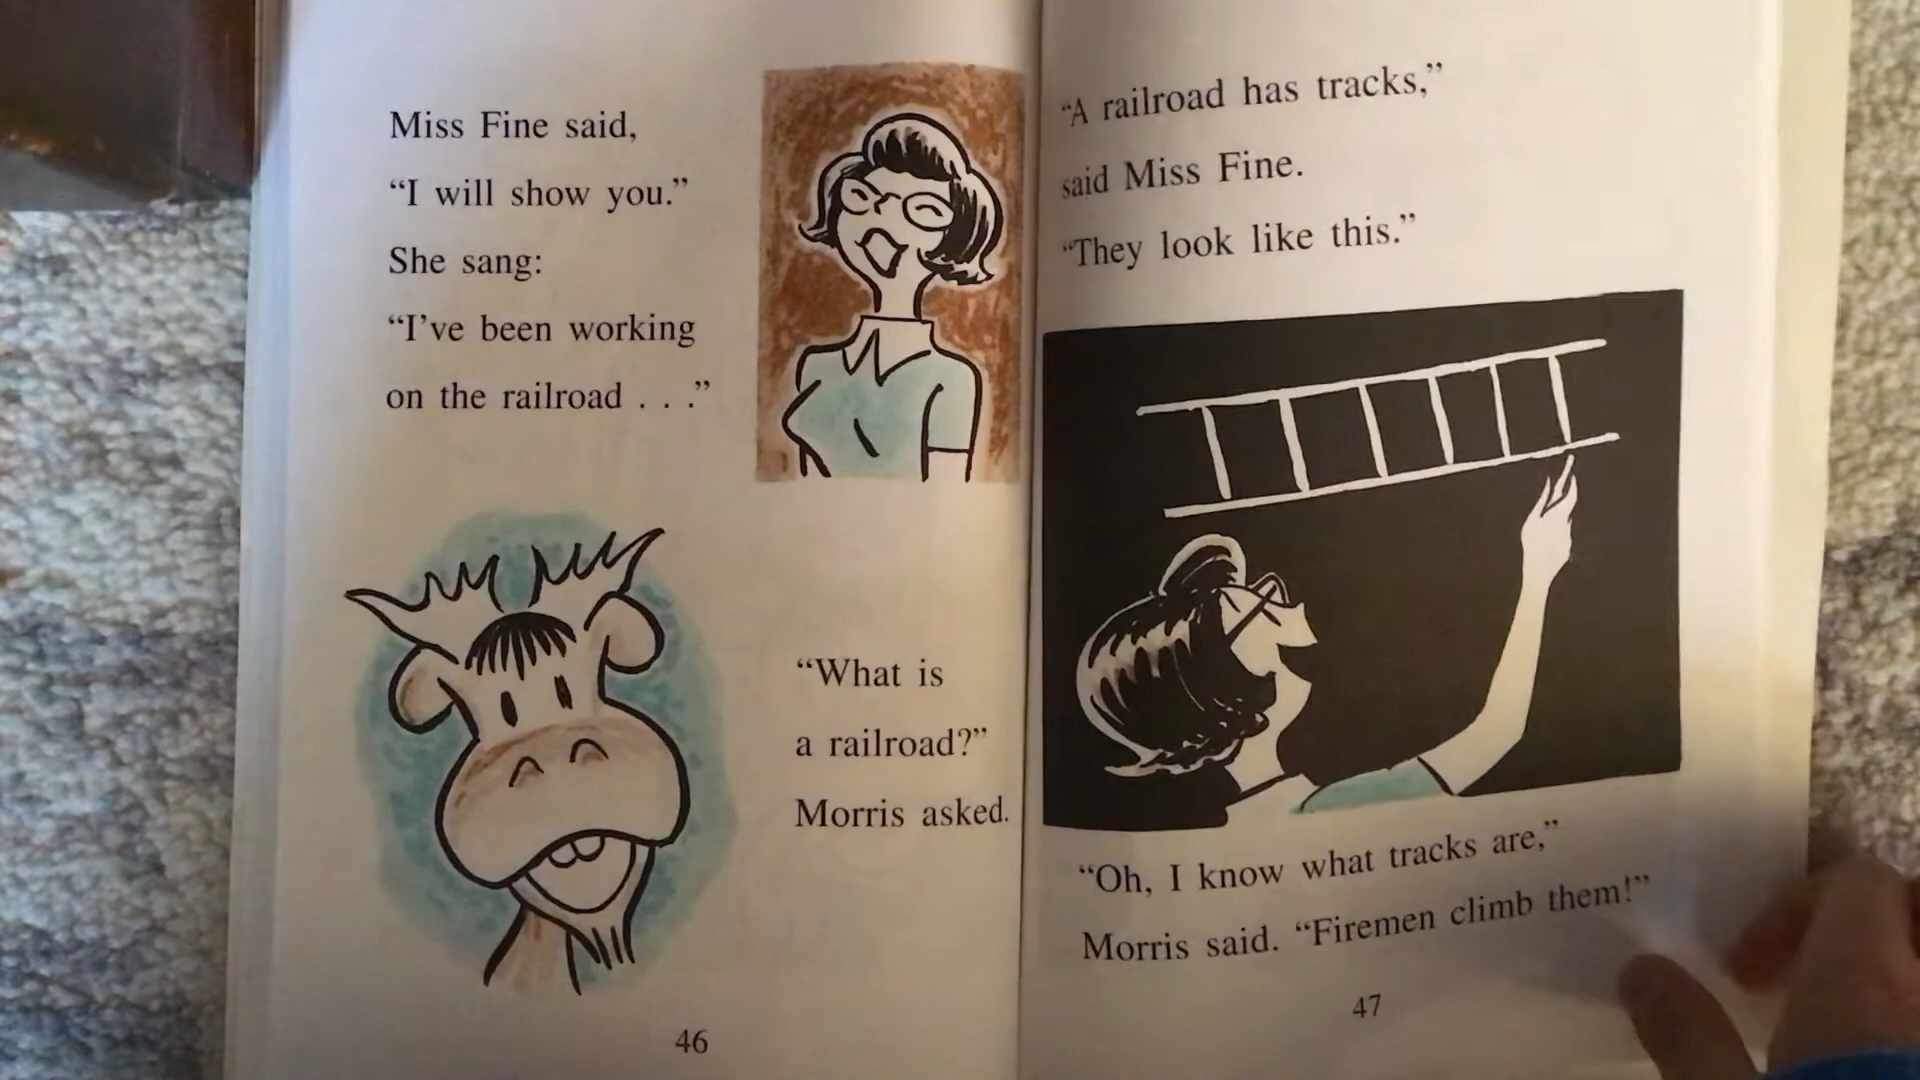 Miss Fine said,
“I will show you.”
She sang:
“I’ve been working
on the railroad . . .”
“What is
a railroad?”
Morris asked.
46
“A railroad has tracks,”
said Miss Fine.
“They look like this.”
“Oh, I know what tracks are,”
Morris said. “Firemen climb them!”
47